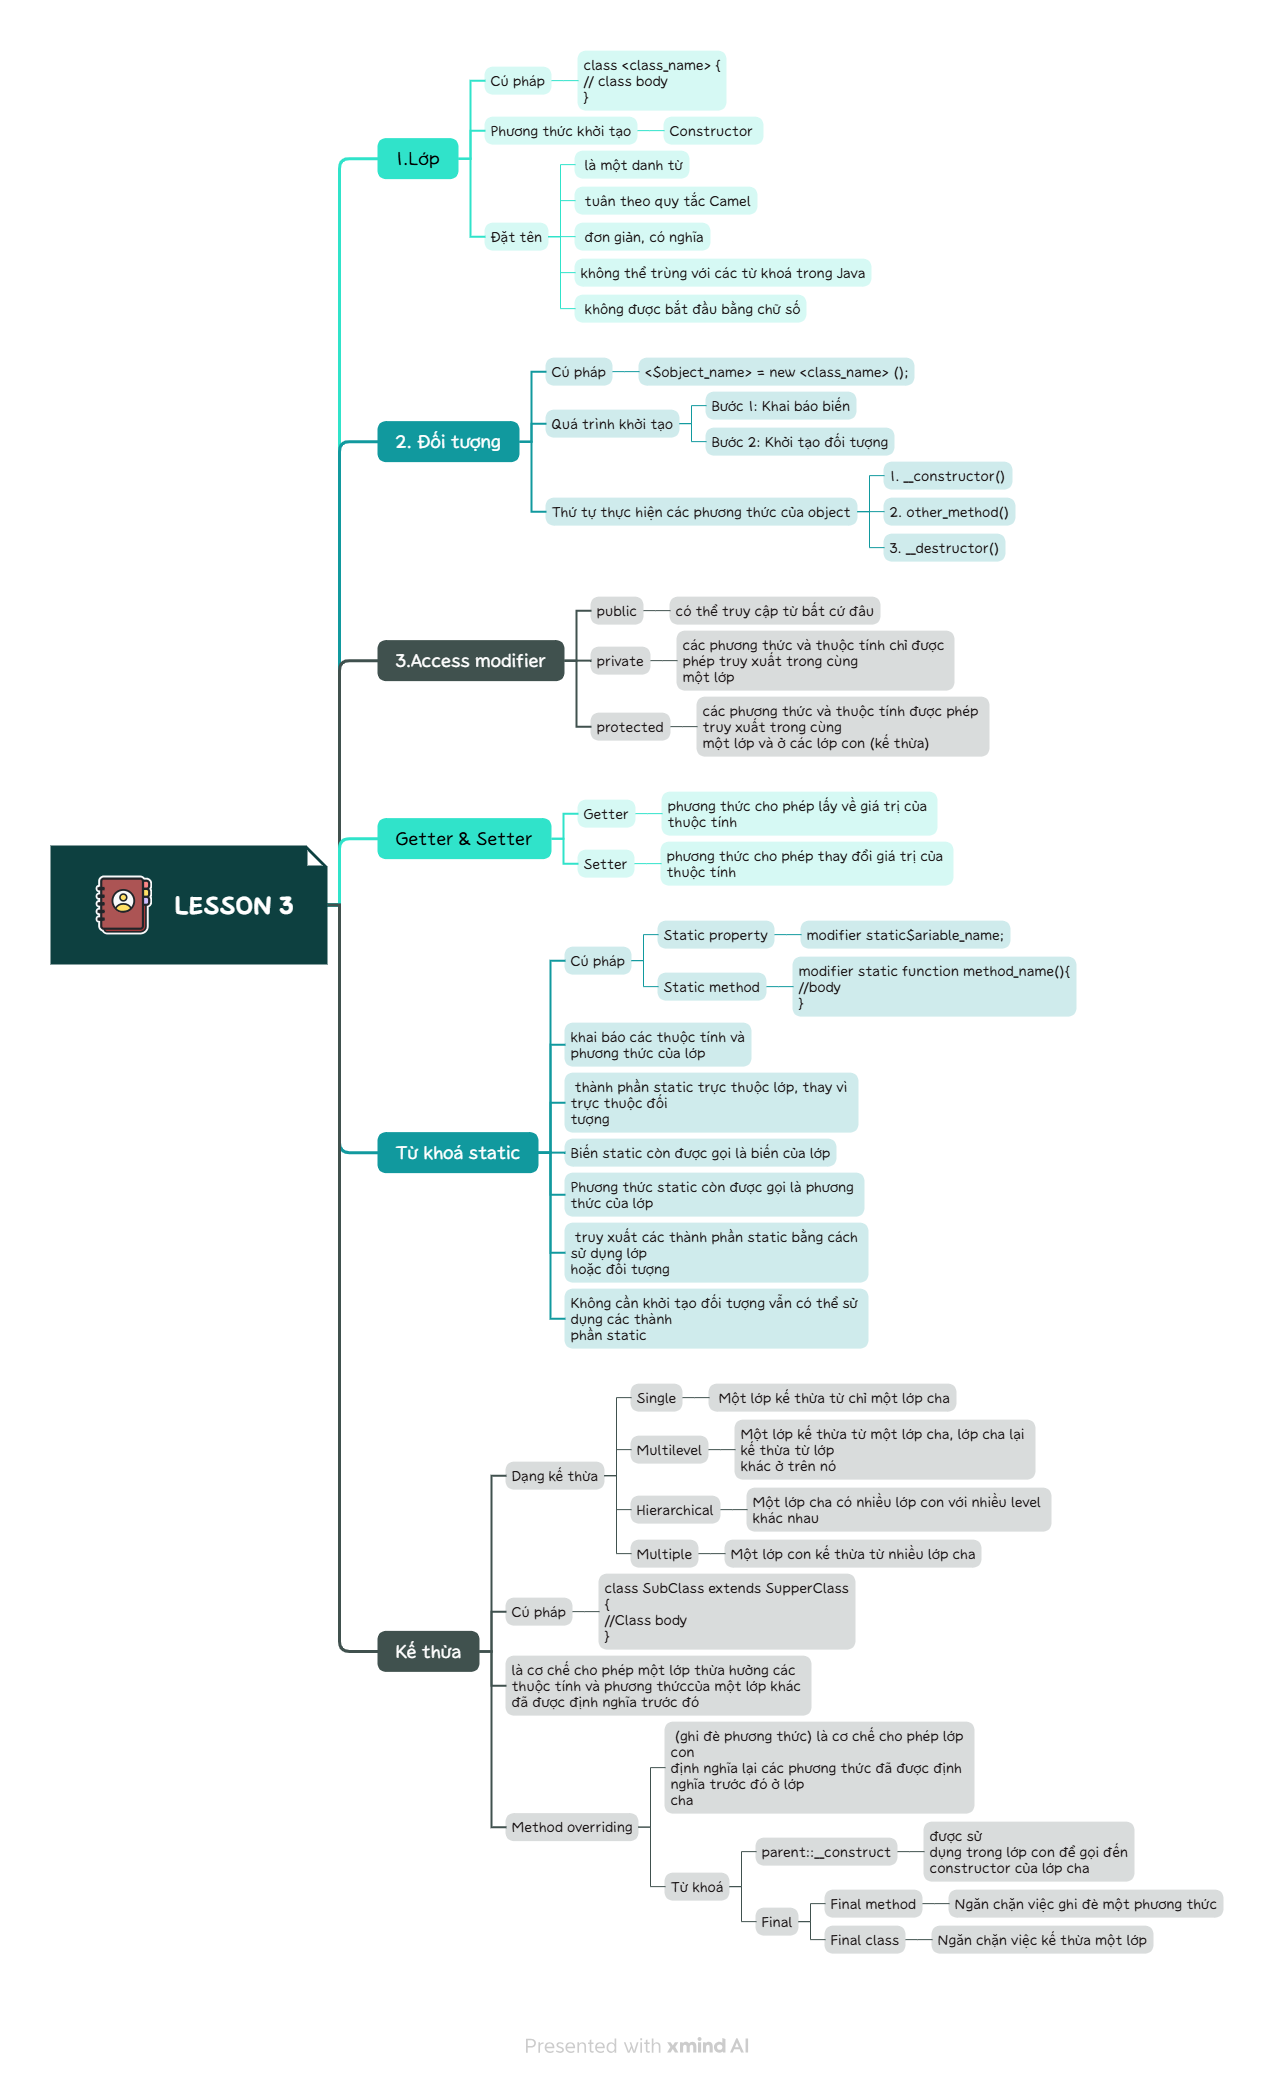 LESSON 3
1.Lớp
Cú pháp
class <class_name> {
// class body
}
Phương thức khởi tạo
Constructor
Đặt tên
là một danh từ
tuân theo quy tắc Camel
đơn giản, có nghĩa
không thể trùng với các từ khoá trong Java
không được bắt đầu bằng chữ số
2. Đối tượng
Cú pháp
<$object_name> = new <class_name> ();
Quá trình khởi tạo
Bước 1: Khai báo biến
Bước 2: Khởi tạo đối tượng
Thứ tự thực hiện các phương thức của object
1. __constructor()
2. other_method()
3. __destructor()
3.Access modifier
public
có thể truy cập từ bất cứ đâu
private
các phương thức và thuộc tính chỉ được
phép truy xuất trong cùng
một lớp
protected
các phương thức và thuộc tính được phép
truy xuất trong cùng
một lớp và ở các lớp con (kế thừa)
Getter & Setter
Getter
phương thức cho phép lấy về giá trị của
thuộc tính
Setter
phương thức cho phép thay đổi giá trị của
thuộc tính
Từ khoá static
Cú pháp
Static property
modifier static$ariable_name;
Static method
modifier static function method_name(){
//body
}
khai báo các thuộc tính và
phương thức của lớp
thành phần static trực thuộc lớp, thay vì
trực thuộc đối
tượng
Biến static còn được gọi là biến của lớp
Phương thức static còn được gọi là phương
thức của lớp
truy xuất các thành phần static bằng cách
sử dụng lớp
hoặc đối tượng
Không cần khởi tạo đối tượng vẫn có thể sử
dụng các thành
phần static
Kế thừa
Dạng kế thừa
Single
Một lớp kế thừa từ chỉ một lớp cha
Multilevel
Một lớp kế thừa từ một lớp cha, lớp cha lại
kế thừa từ lớp
khác ở trên nó
Hierarchical
Một lớp cha có nhiều lớp con với nhiều level
khác nhau
Multiple
Một lớp con kế thừa từ nhiều lớp cha
Cú pháp
class SubClass extends SupperClass
{
//Class body
}
là cơ chế cho phép một lớp thừa hưởng các
thuộc tính và phương thứccủa một lớp khác
đã được định nghĩa trước đó
Method overriding
(ghi đè phương thức) là cơ chế cho phép lớp
con
định nghĩa lại các phương thức đã được định
nghĩa trước đó ở lớp
cha
Từ khoá
parent::__construct
được sử
dụng trong lớp con để gọi đến
constructor của lớp cha
Final
Final method
Ngăn chặn việc ghi đè một phương thức
Final class
Ngăn chặn việc kế thừa một lớp
Presented with xmind AI